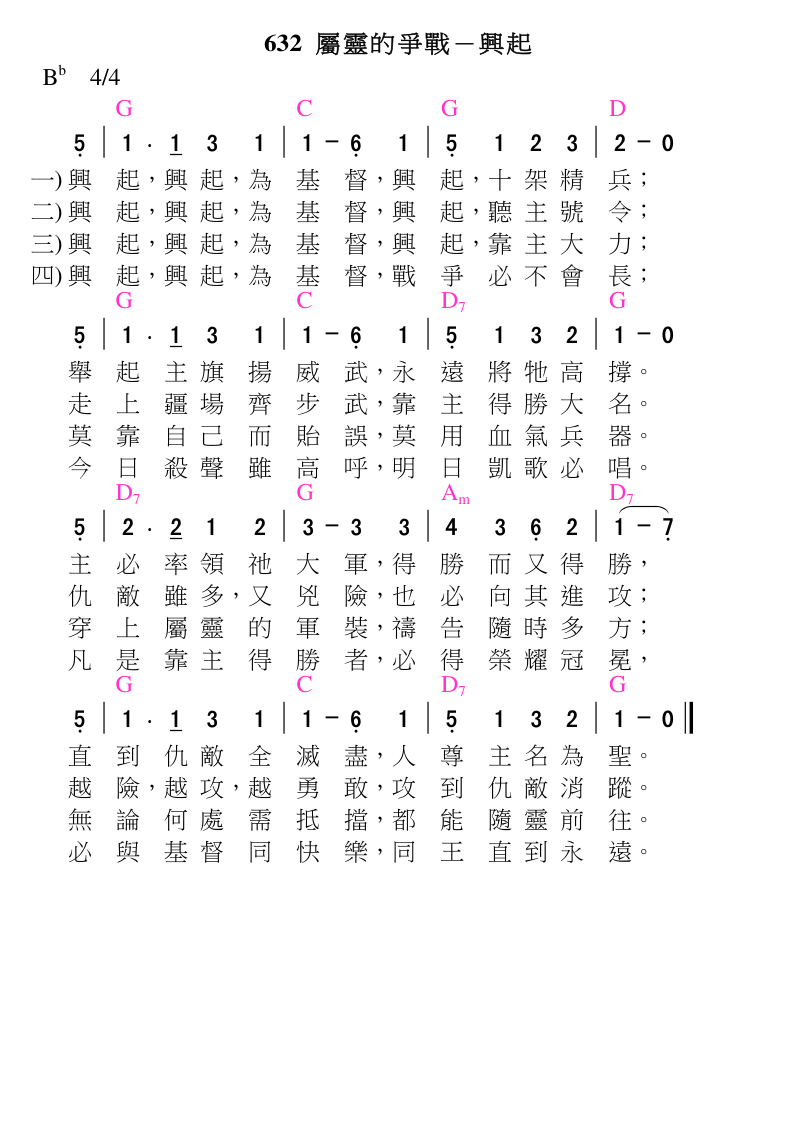 632 屬靈的爭戰－興起
Bb 4/4
G C G D
5̣ | 1 · 1 3 1 | 1 – 6̣ 1 | 5̣ 1 2 3 | 2 – 0
一) 興起，興起，為基督，興起，十架精兵；
二) 興起，興起，為基督，興起，聽主號令；
三) 興起，興起，為基督，興起，靠主大力；
四) 興起，興起，為基督，戰爭必不會長；
G C D7 G
5̣ | 1 · 1 3 1 | 1 – 6̣ 1 | 5̣ 1 3 2 | 1 – 0
舉起主旗揚威武，永遠將牠高撐。
走上疆場齊步武，靠主得勝大名。
莫靠自己而貽誤，莫用血氣兵器。
今日殺聲雖高呼，明日凱歌必唱。
D7 G Am D7
5̣ | 2 · 2 1 2 | 3 – 3 3 | 4 3 6̣ 2 | 1 – 7̣
主必率領祂大軍，得勝而又得勝，
仇敵雖多，又兇險，也必向其進攻；
穿上屬靈的軍裝，禱告隨時多方；
凡是靠主得勝者，必得榮耀冠冕，
G C D7 G
5̣ | 1 · 1 3 1 | 1 – 6̣ 1 | 5̣ 1 3 2 | 1 – 0 ‖
直到仇敵全滅盡，人尊主名為聖。
越險，越攻，越勇敢，攻到仇敵消蹤。
無論何處需抵擋，都能隨靈前往。
必與基督同快樂，同王直到永遠。